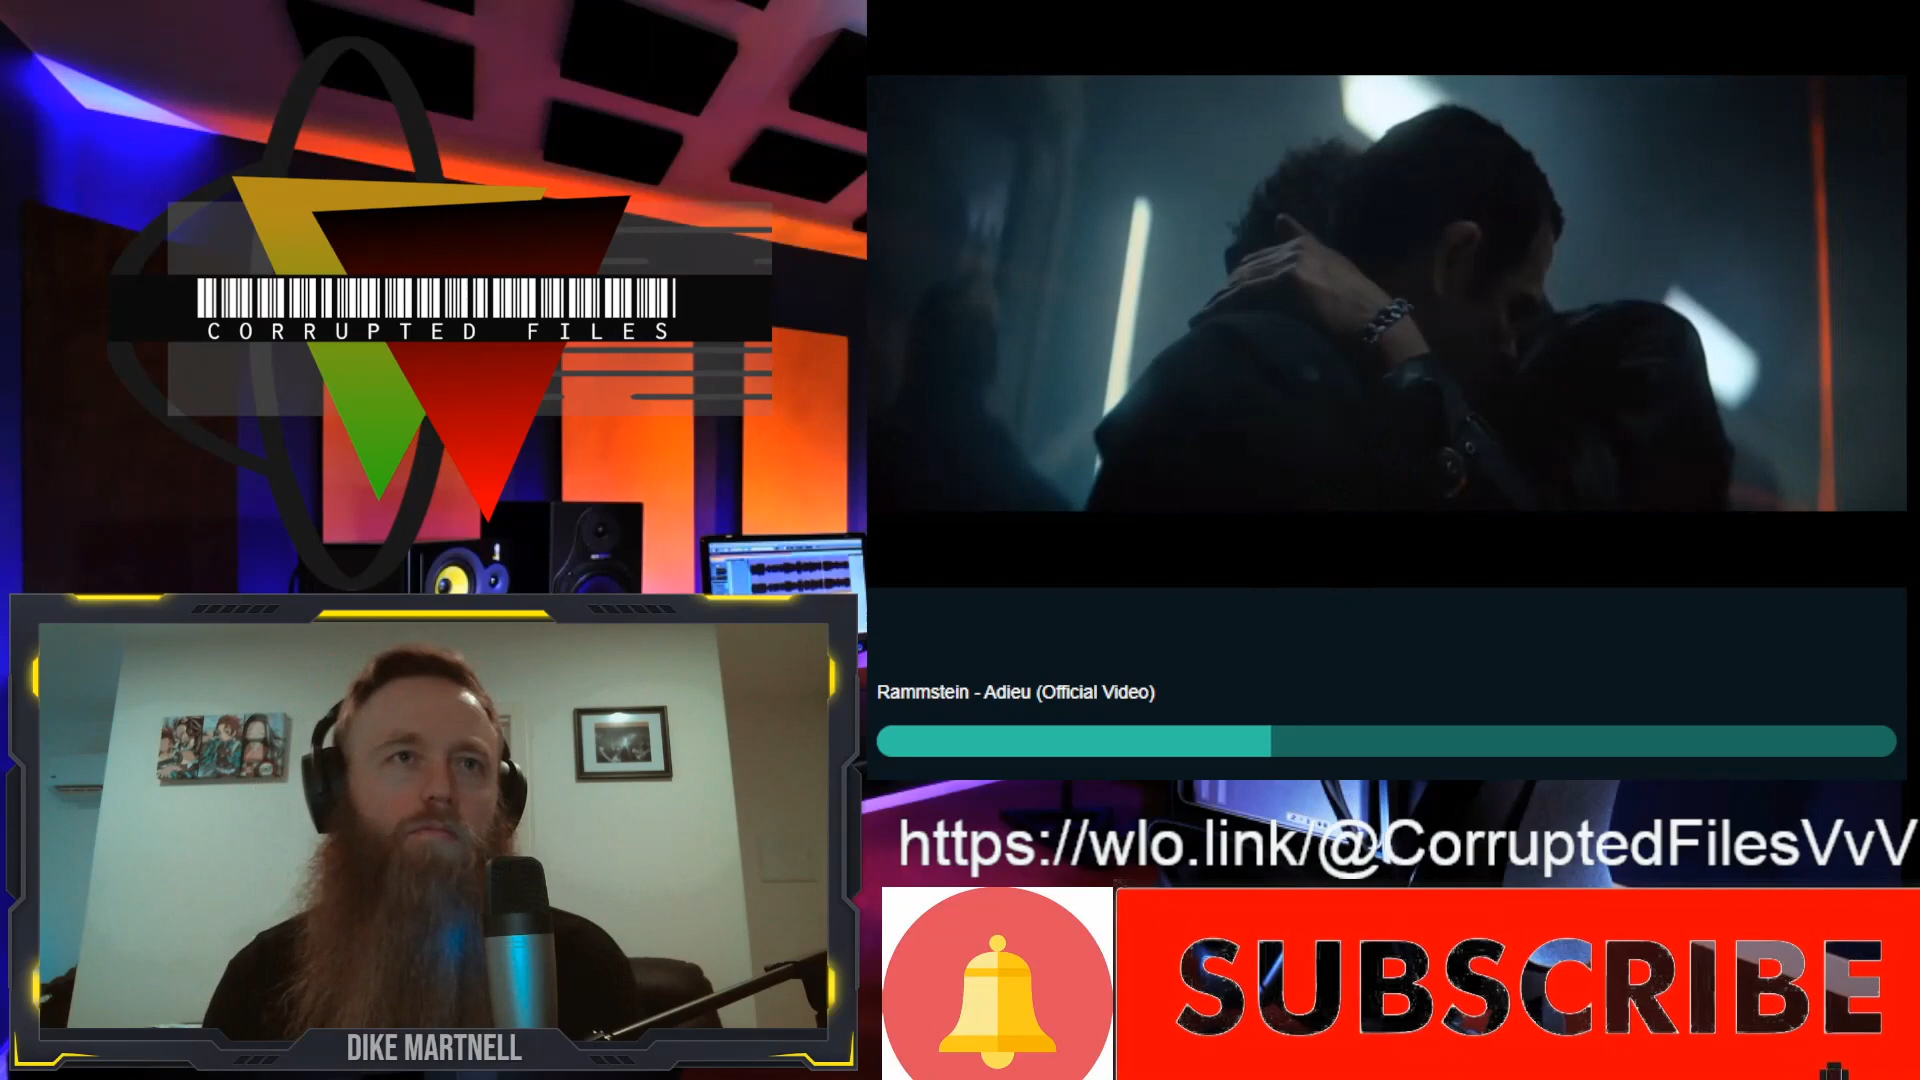 CORRUPTED FILES
Rammstein - Adieu (Official Video)
https://wlo.link/@CorruptedFilesVvV
SUBSCRIBE
DIKE MARTNELL